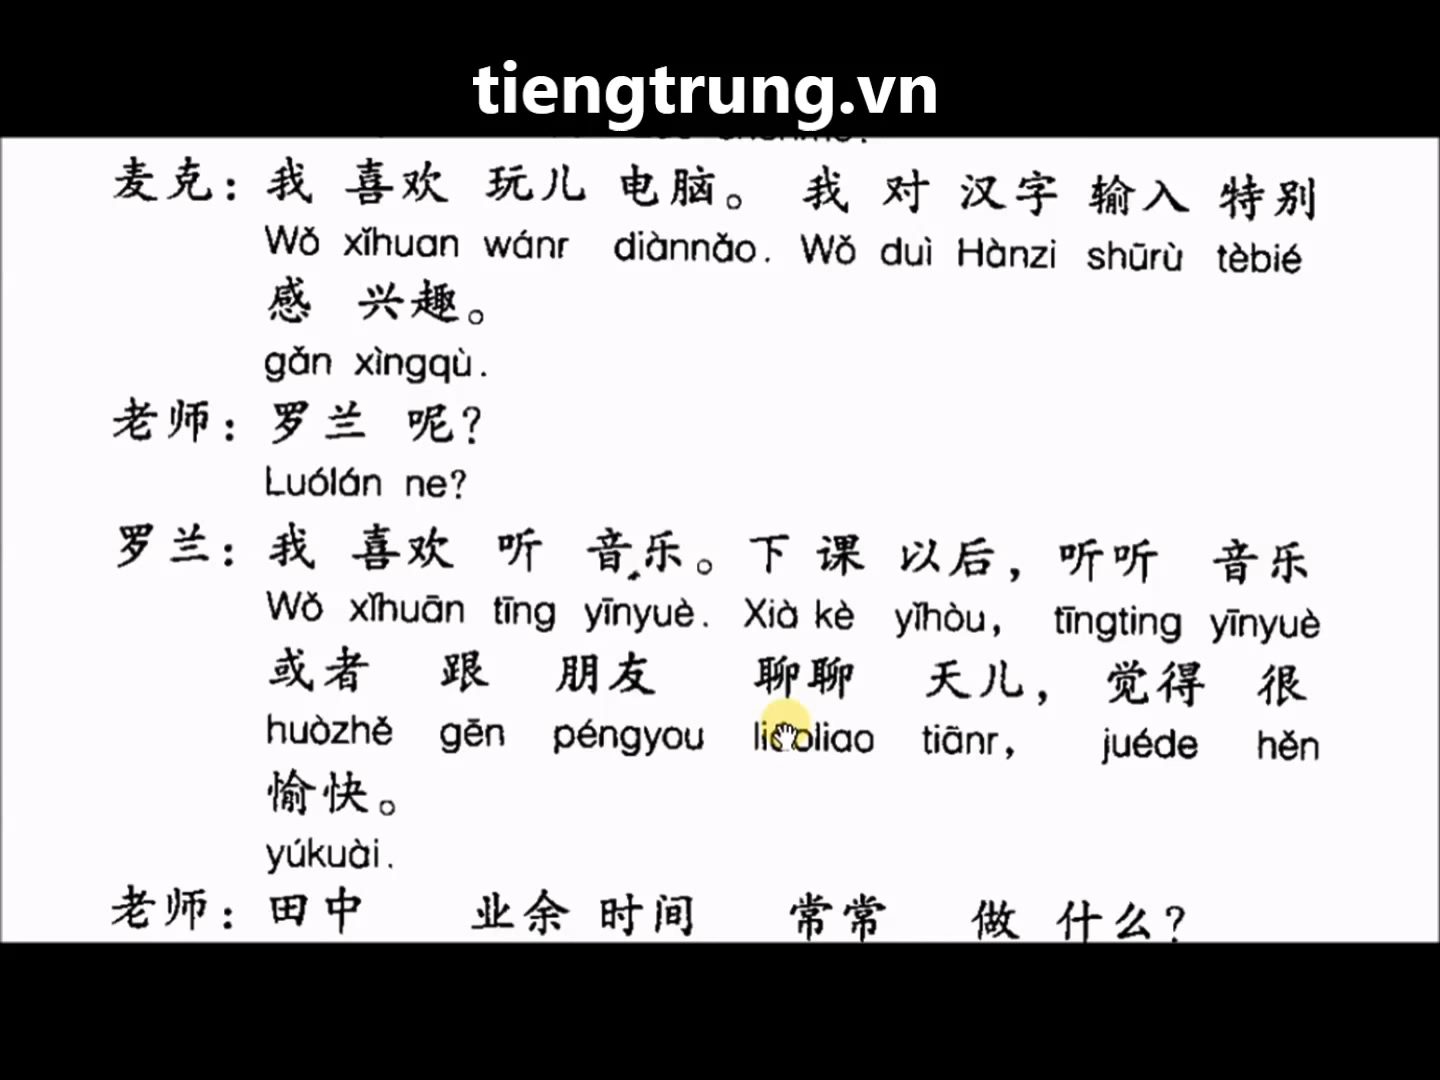 tiengtrung.vn
麦克：我 喜欢 玩儿 电脑。 我 对 汉字 输入 特别
Wǒ xǐhuan wánr diànnǎo. Wǒ duì Hànzi shūrù tèbié
感 兴趣。
gǎn xìngqù.
老师：罗兰 呢？
Luólán ne?
罗兰：我 喜欢 听 音乐。下 课 以后，听听 音乐
Wǒ xǐhuān tīng yīnyuè. Xià kè yǐhòu, tīngting yīnyuè
或者 跟 朋友 聊聊 天儿，觉得 很
huòzhě gēn péngyou liaoliao tiānr, juéde hěn
愉快。
yúkuài.
老师：田中 业余 时间 常常 做 什么？